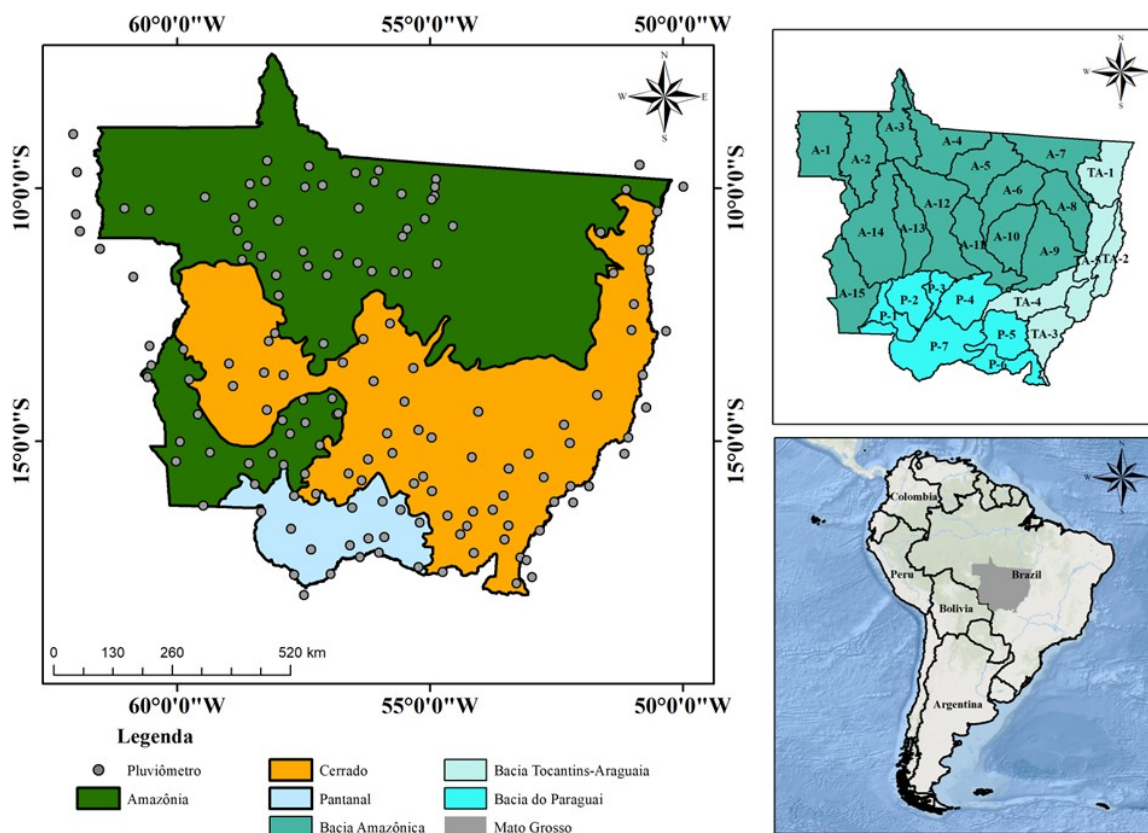 60°0'0"W 55°0'0"W 50°0'0"W
N
W E
S
10°0'0"S 10°0'0"S
15°0'0"S 15°0'0"S
0 130 260 520 km
60°0'0"W 55°0'0"W 50°0'0"W
N
W E
S
A-1
A-2
A-3
A-4
A-5
A-7
TA-1
A-6
A-8
A-12
A-14
A-13
A-11
A-10
A-9
TA-2
A-15
P-1
P-2
P-3
P-4
TA-4
P-7
P-5
TA-3
P-6
N
W E
S
Colombia
Peru
Brazil
Bolivia
Argentina
Legenda
Pluviômetro
Amazônia
Cerrado
Pantanal
Bacia Amazônica
Bacia Tocantins-Araguaia
Bacia do Paraguai
Mato Grosso